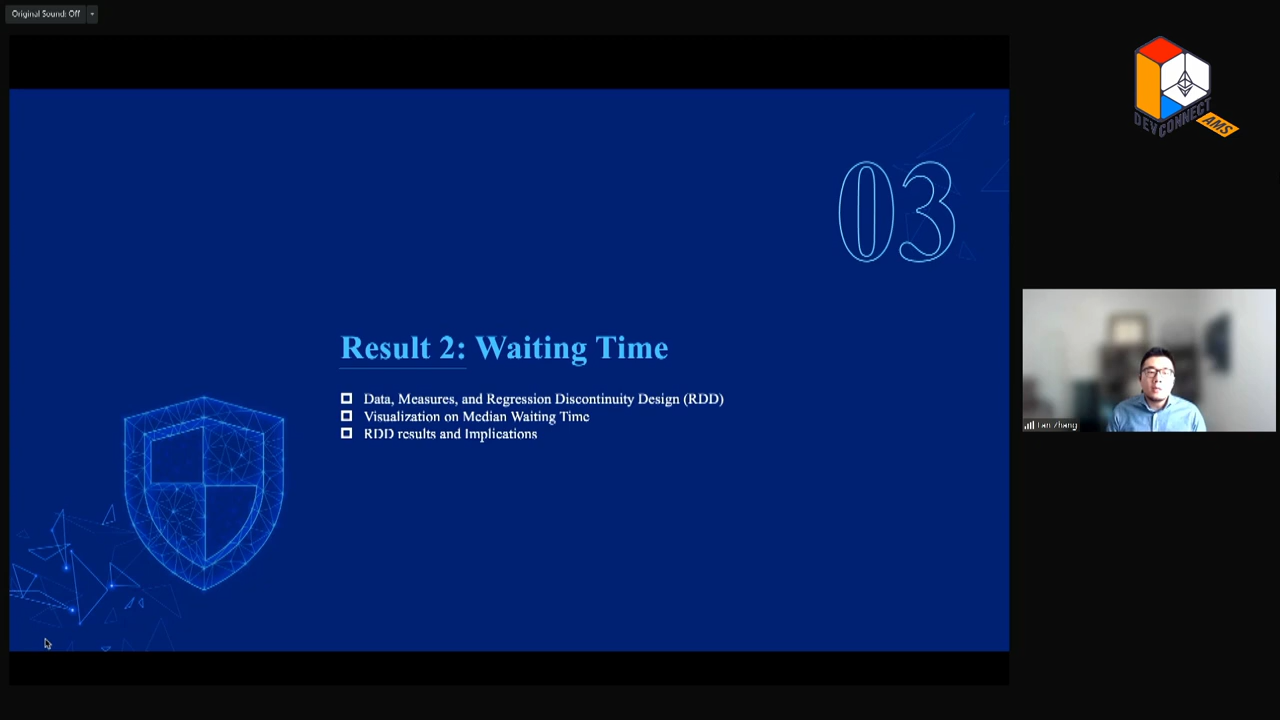 Original Sound: Off
DEVCONNECT
AMS
03
Result 2: Waiting Time
Data, Measures, and Regression Discontinuity Design (RDD)
Visualization on Median Waiting Time
RDD results and Implications
Zhang